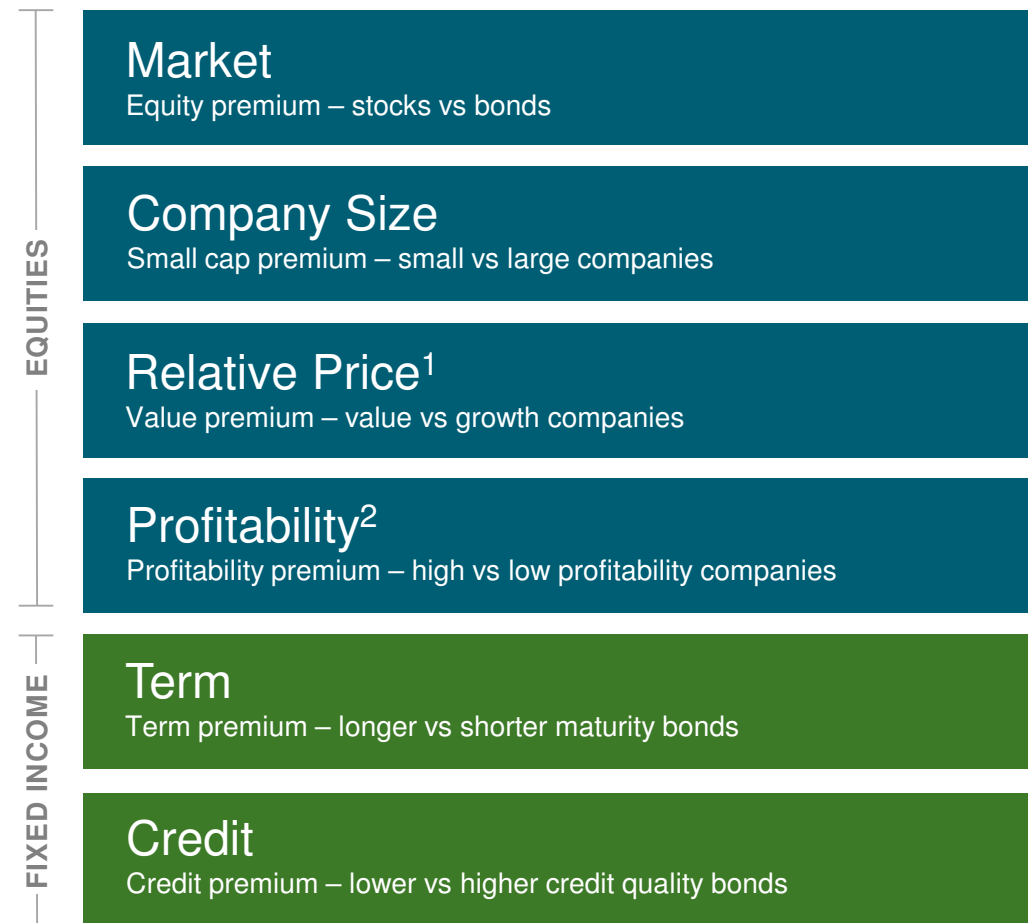 EQUITIES
Market
Equity premium – stocks vs bonds
Company Size
Small cap premium – small vs large companies
Relative Price¹
Value premium – value vs growth companies
Profitability²
Profitability premium – high vs low profitability companies
FIXED INCOME
Term
Term premium – longer vs shorter maturity bonds
Credit
Credit premium – lower vs higher credit quality bonds